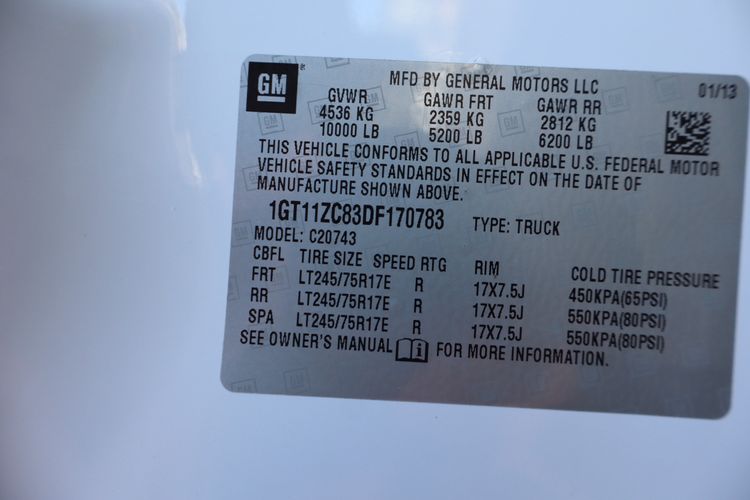 GM
MFD BY GENERAL MOTORS LLC 01/13
GVWR GAWR FRT GAWR RR
4536 KG 2359 KG 2812 KG
10000 LB 5200 LB 6200 LB
THIS VEHICLE CONFORMS TO ALL APPLICABLE U.S. FEDERAL MOTOR
VEHICLE SAFETY STANDARDS IN EFFECT ON THE DATE OF
MANUFACTURE SHOWN ABOVE.
1GT11ZC83DF170783 TYPE: TRUCK
MODEL: C20743
CBFL TIRE SIZE SPEED RTG RIM COLD TIRE PRESSURE
FRT LT245/75R17E R 17X7.5J 450KPA(65PSI)
RR LT245/75R17E R 17X7.5J 550KPA(80PSI)
SPA LT245/75R17E R 17X7.5J 550KPA(80PSI)
SEE OWNER'S MANUAL FOR MORE INFORMATION.